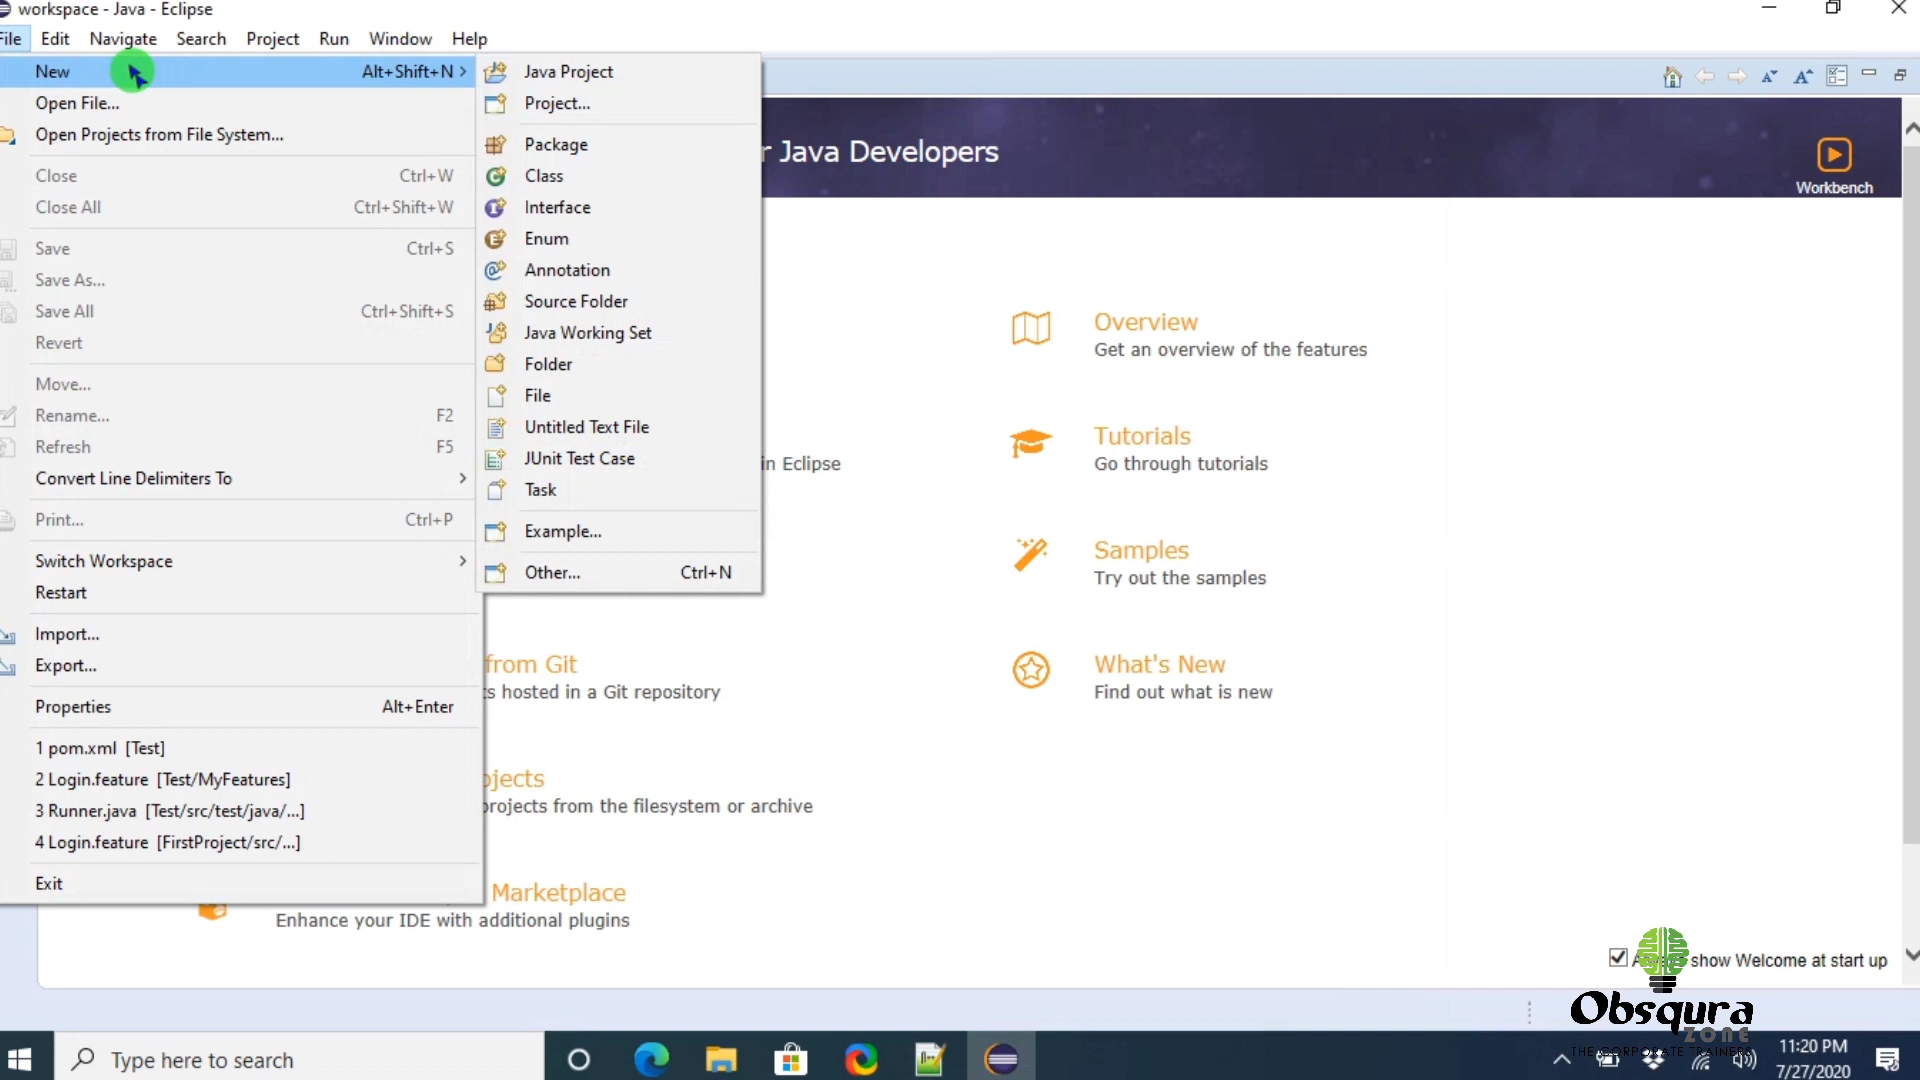 workspace - Java - Eclipse
File Edit Navigate Search Project Run Window Help
New Alt+Shift+N
Open File...
Open Projects from File System...
Close Ctrl+W
Close All Ctrl+Shift+W
Save Ctrl+S
Save As...
Save All Ctrl+Shift+S
Revert
Move...
Rename... F2
Refresh F5
Convert Line Delimiters To
Print... Ctrl+P
Switch Workspace
Restart
Import...
Export...
Properties Alt+Enter
1 pom.xml [Test]
2 Login.feature [Test/MyFeatures]
3 Runner.java [Test/src/test/java/...]
4 Login.feature [FirstProject/src/...]
Exit
Java Project
Project...
Package
Class
Interface
Enum
Annotation
Source Folder
Java Working Set
Folder
File
Untitled Text File
JUnit Test Case
Task
Example...
Other... Ctrl+N
r Java Developers
Workbench
in Eclipse
from Git
ts hosted in a Git repository
ojects
projects from the filesystem or archive
Marketplace
Enhance your IDE with additional plugins
Overview
Get an overview of the features
Tutorials
Go through tutorials
Samples
Try out the samples
What's New
Find out what is new
show Welcome at start up
Obsqura
ZONE
THE CORPORATE TRAINERS
Type here to search
11:20 PM
7/27/2020